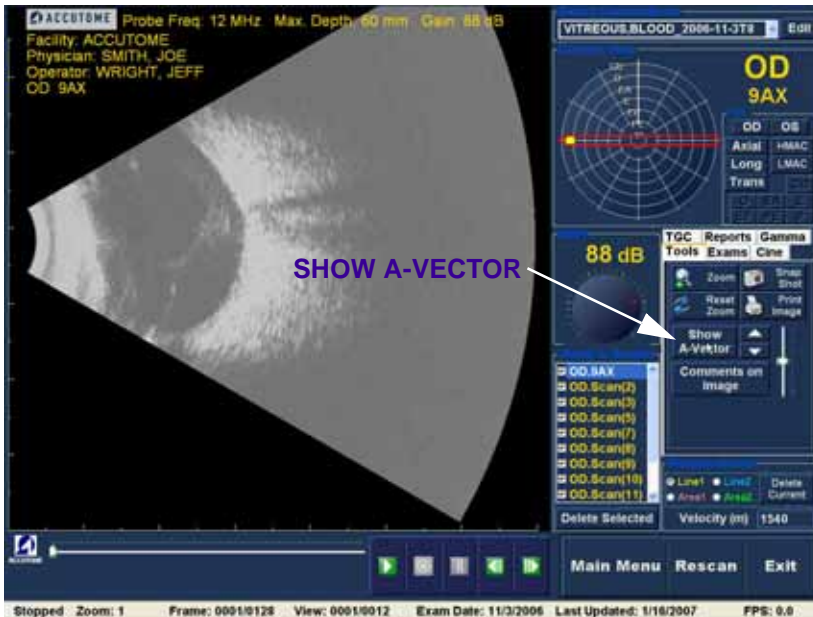 ACCUTOME Probe Freq: 12 MHz Max. Depth: 60 mm Gain: 88 dB
Facility: ACCUTOME
Physician: SMITH, JOE
Operator: WRIGHT, JEFF
OD 9AX
VITREOUS.BLOOD_2006-11-3T8 Edit
OD
9AX
OD OS
Axial HMAC
Long LMAC
Trans
TGC Reports Gamma
Tools Exams Cine
88 dB
Zoom Snap Shot
Reset Zoom Print Image
SHOW A-VECTOR
Show A-Vektor
Comments on Image
OD.9AX
OD.Scan(2)
OD.Scan(3)
OD.Scan(5)
OD.Scan(7)
OD.Scan(8)
OD.Scan(9)
OD.Scan(10)
OD.Scan(11)
Line1 Line2 Delete Current
Area1 Area2
Delete Selected Velocity (m) 1540
ACCUTOME
Main Menu Rescan Exit
Stopped Zoom: 1 Frame: 0001/0128 View: 0001/0012 Exam Date: 11/3/2006 Last Updated: 1/16/2007 FPS: 0.0